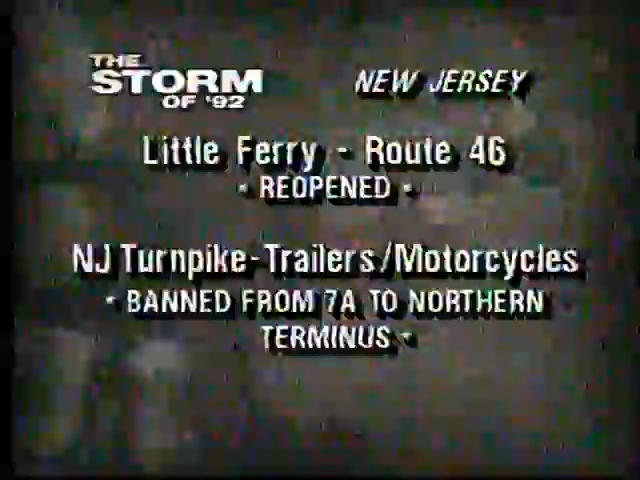 THE
STORM
OF '92
NEW JERSEY
Little Ferry - Route 46
- REOPENED -
NJ Turnpike-Trailers/Motorcycles
- BANNED FROM 7A TO NORTHERN
TERMINUS -